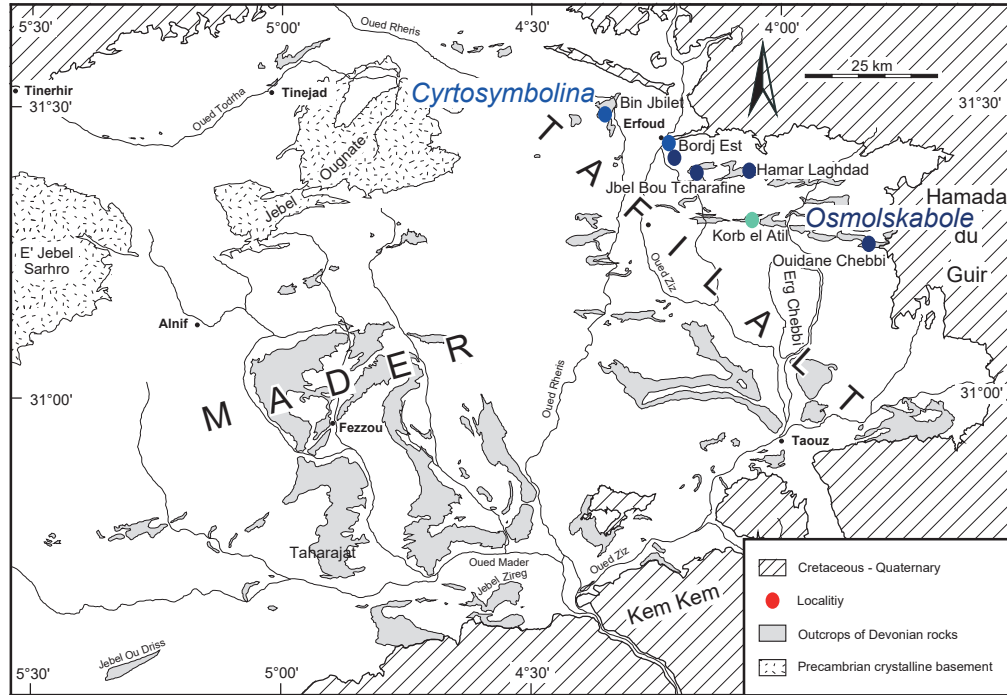 5°30'
5°00'
4°30'
4°00'
Oued Rheris
25 km
Tinerhir
Tinejad
Oued Todrha
31°30'
31°30'
Cyrtosymbolina
Bin Jbilet
Erfoud
Bordj Est
Ougnate
Jebel
Jbel Bou Tcharafine
Hamar Laghdad
Hamada
du
Guir
Osmolskabole
Korb el Atil
Ouidane Chebbi
E' Jebel
Sarhro
TAFILALT
Oued Ziz
Erg Chebbi
Alnif
MADER
Oued Rheris
31°00'
31°00'
Fezzou
Taouz
Taharajat
Oued Mader
Jebel Zireg
Oued Ziz
Kem Kem
Jebel Ou Driss
Cretaceous - Quaternary
Localitiy
Outcrops of Devonian rocks
Precambrian crystalline basement
5°30'
5°00'
4°30'